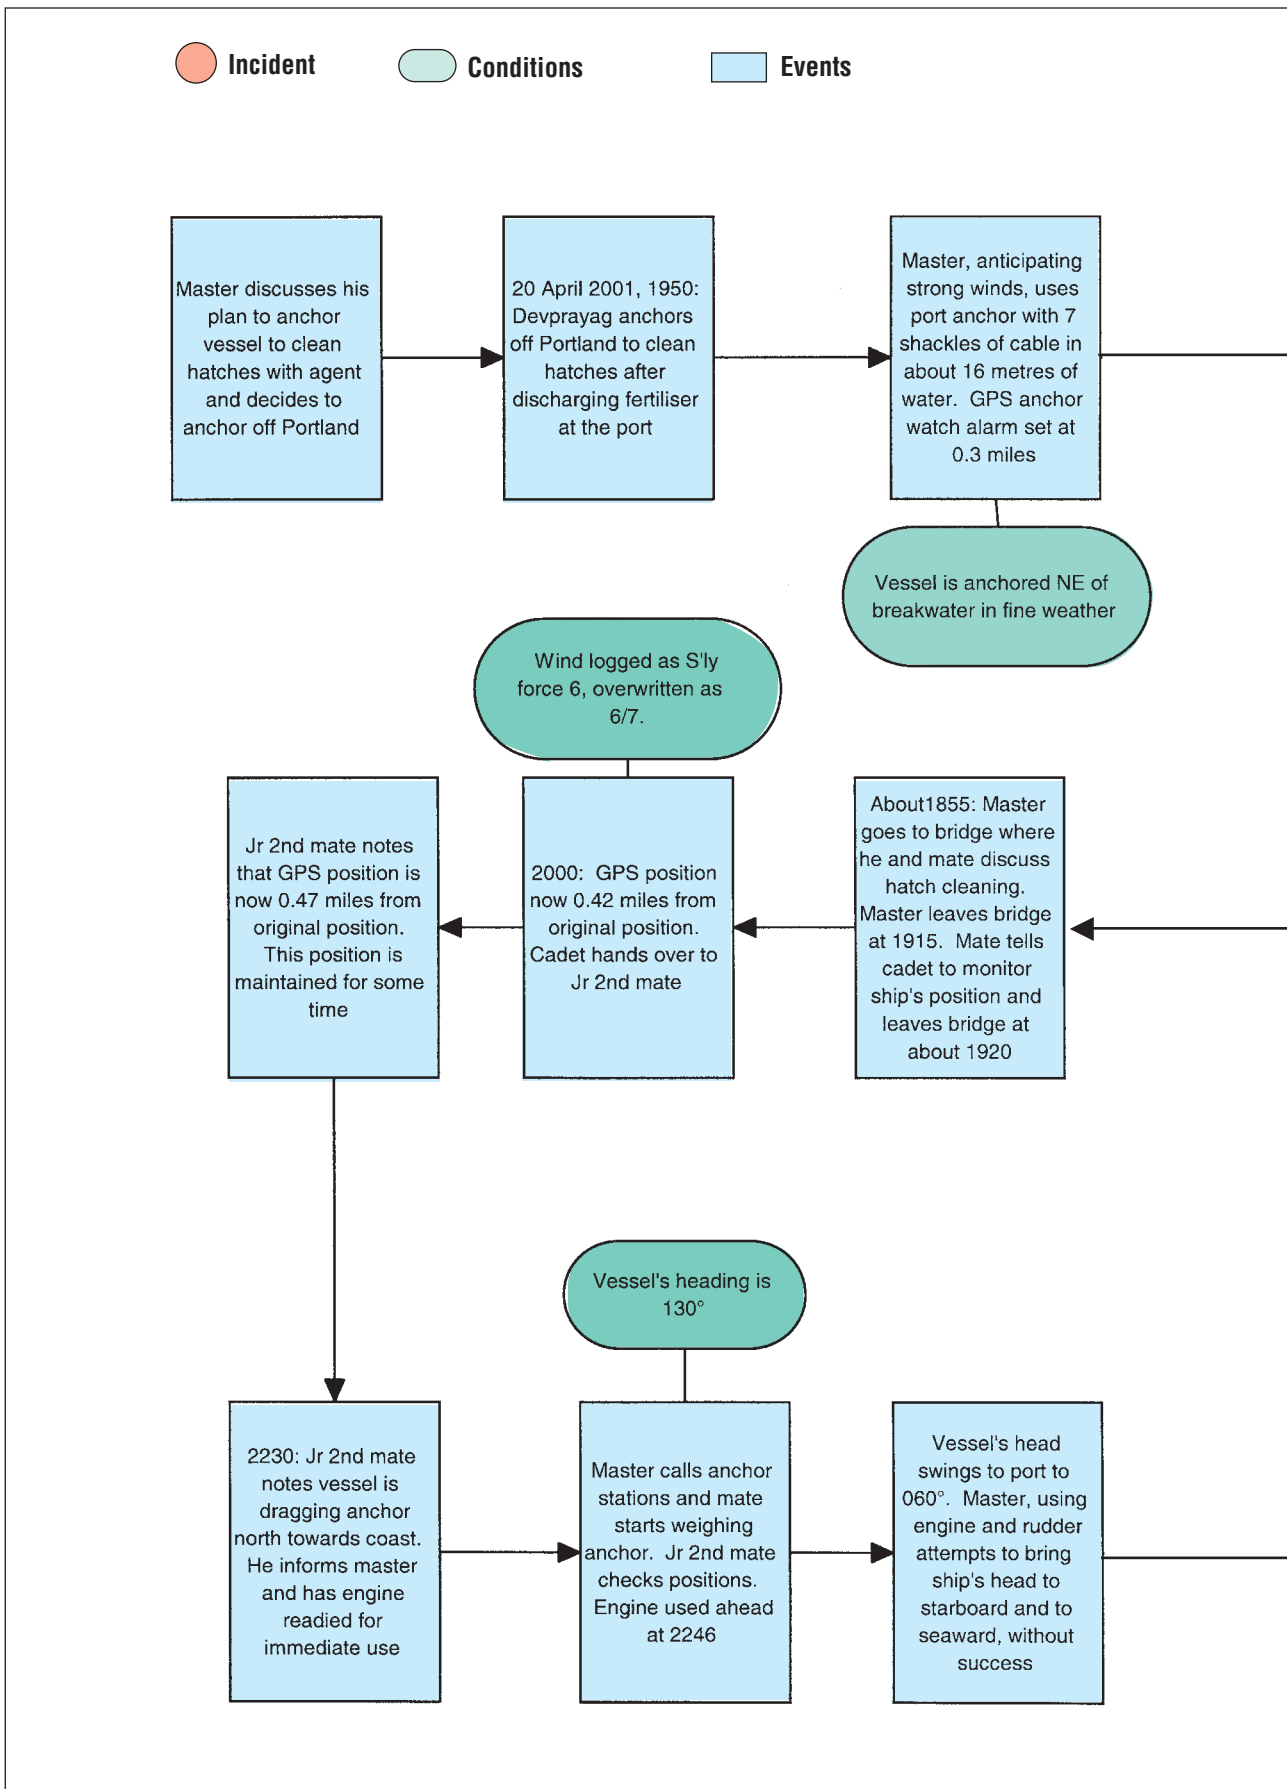 Incident
Conditions
Events
Master discusses his
plan to anchor
vessel to clean
hatches with agent
and decides to
anchor off Portland
20 April 2001, 1950:
Devprayag anchors
off Portland to clean
hatches after
discharging fertiliser
at the port
Master, anticipating
strong winds, uses
port anchor with 7
shackles of cable in
about 16 metres of
water. GPS anchor
watch alarm set at
0.3 miles
Vessel is anchored NE of
breakwater in fine weather
Wind logged as S'ly
force 6, overwritten as
6/7.
About1855: Master
goes to bridge where
he and mate discuss
hatch cleaning.
Master leaves bridge
at 1915. Mate tells
cadet to monitor
ship's position and
leaves bridge at
about 1920
2000: GPS position
now 0.42 miles from
original position.
Cadet hands over to
Jr 2nd mate
Jr 2nd mate notes
that GPS position is
now 0.47 miles from
original position.
This position is
maintained for some
time
Vessel's heading is
130°
2230: Jr 2nd mate
notes vessel is
dragging anchor
north towards coast.
He informs master
and has engine
readied for
immediate use
Master calls anchor
stations and mate
starts weighing
anchor. Jr 2nd mate
checks positions.
Engine used ahead
at 2246
Vessel's head
swings to port to
060°. Master, using
engine and rudder
attempts to bring
ship's head to
starboard and to
seaward, without
success